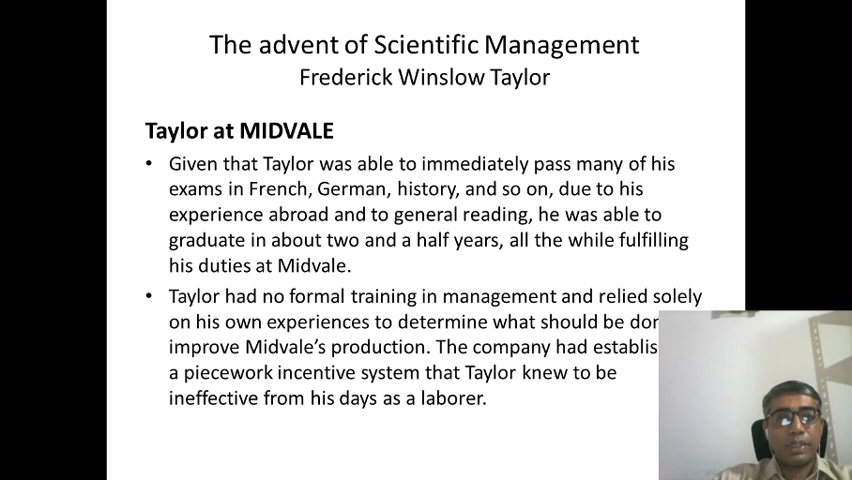 The advent of Scientific Management
Frederick Winslow Taylor
Taylor at MIDVALE
• Given that Taylor was able to immediately pass many of his
exams in French, German, history, and so on, due to his
experience abroad and to general reading, he was able to
graduate in about two and a half years, all the while fulfilling
his duties at Midvale.
• Taylor had no formal training in management and relied solely
on his own experiences to determine what should be
improve Midvale’s production. The company had
a piecework incentive system that Taylor knew to be
ineffective from his days as a laborer.